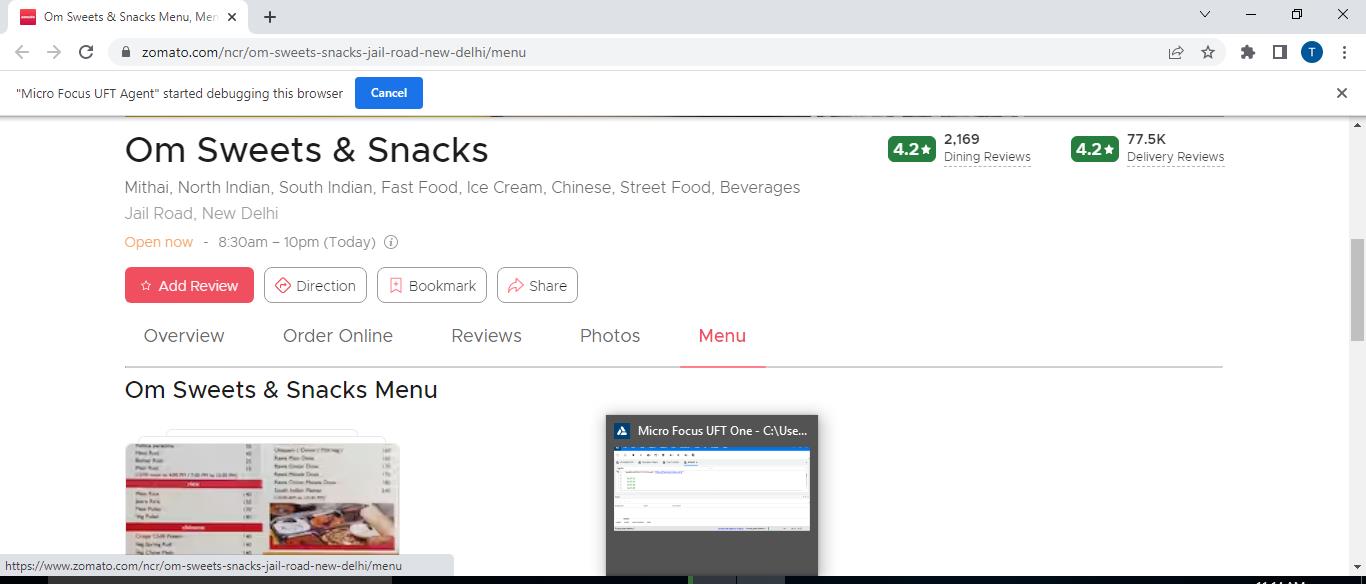 Om Sweets & Snacks Menu, Men
zomato.com/ncr/om-sweets-snacks-jail-road-new-delhi/menu
T
"Micro Focus UFT Agent" started debugging this browser
Cancel
Om Sweets & Snacks
4.2★ 2,169 Dining Reviews
4.2★ 77.5K Delivery Reviews
Mithai, North Indian, South Indian, Fast Food, Ice Cream, Chinese, Street Food, Beverages
Jail Road, New Delhi
Open now - 8:30am – 10pm (Today)
Add Review Direction Bookmark Share
Overview Order Online Reviews Photos Menu
Om Sweets & Snacks Menu
Micro Focus UFT One - C:\Use...
https://www.zomato.com/ncr/om-sweets-snacks-jail-road-new-delhi/menu